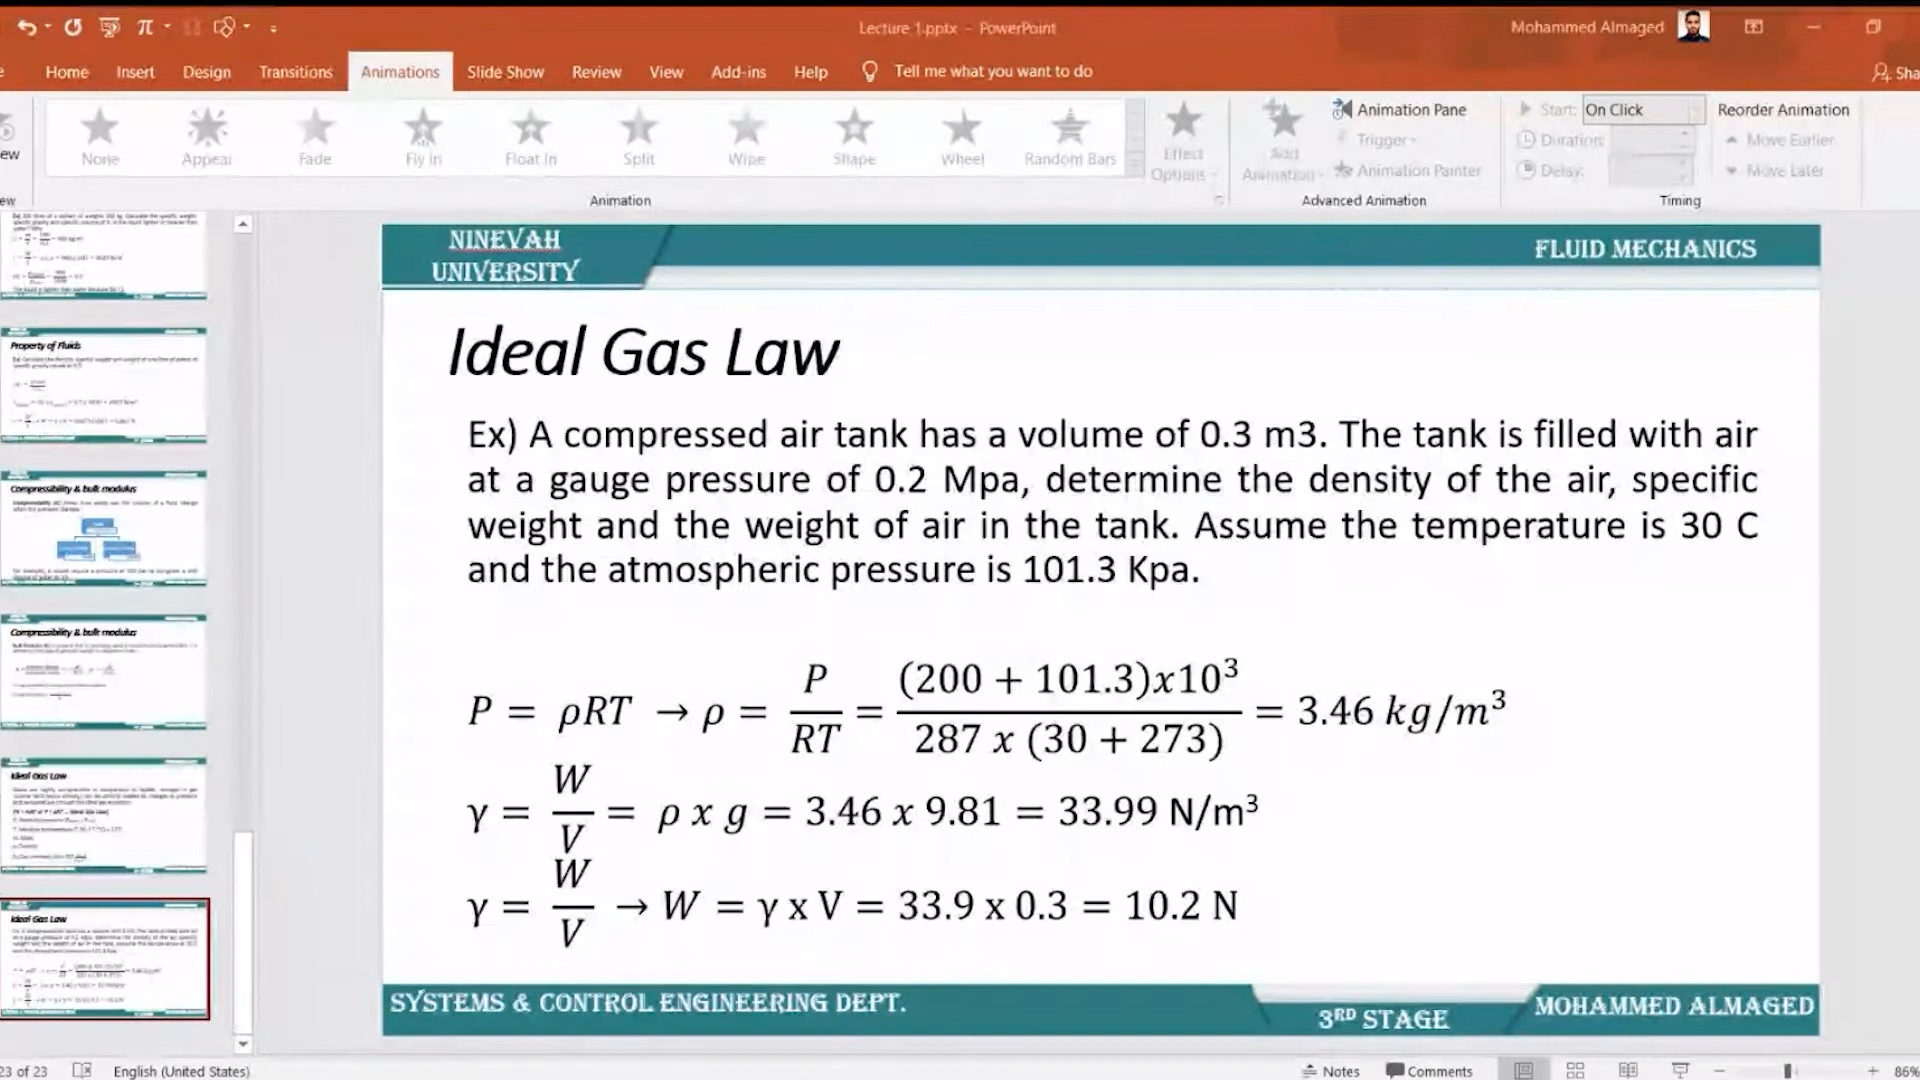 Lecture 1.pptx - PowerPoint
Mohammed Almaged
Home Insert Design Transitions Animations Slide Show Review View Add-ins Help Tell me what you want to do
None Appear Fade Fly In Float In Split Wipe Shape Wheel Random Bars
Effect Options
Add Animation
Animation Pane
Trigger
Animation Painter
Start: On Click
Duration:
Delay:
Reorder Animation
Move Earlier
Move Later
Animation
Advanced Animation
Timing
Property of Fluids
Compressibility & bulk modulus
Compressibility & bulk modulus
Ideal Gas Law
Ideal Gas Law
NINEVAH
UNIVERSITY
FLUID MECHANICS
Ideal Gas Law
Ex) A compressed air tank has a volume of 0.3 m3. The tank is filled with air
at a gauge pressure of 0.2 Mpa, determine the density of the air, specific
weight and the weight of air in the tank. Assume the temperature is 30 C
and the atmospheric pressure is 101.3 Kpa.
P = ρRT → ρ = P/RT = (200 + 101.3)x10³ / 287 x (30 + 273) = 3.46 kg/m³
γ = W/V = ρ x g = 3.46 x 9.81 = 33.99 N/m³
γ = W/V → W = γ x V = 33.9 x 0.3 = 10.2 N
SYSTEMS & CONTROL ENGINEERING DEPT.
3RD STAGE
MOHAMMED ALMAGED
23 of 23
English (United States)
Notes
Comments
86%